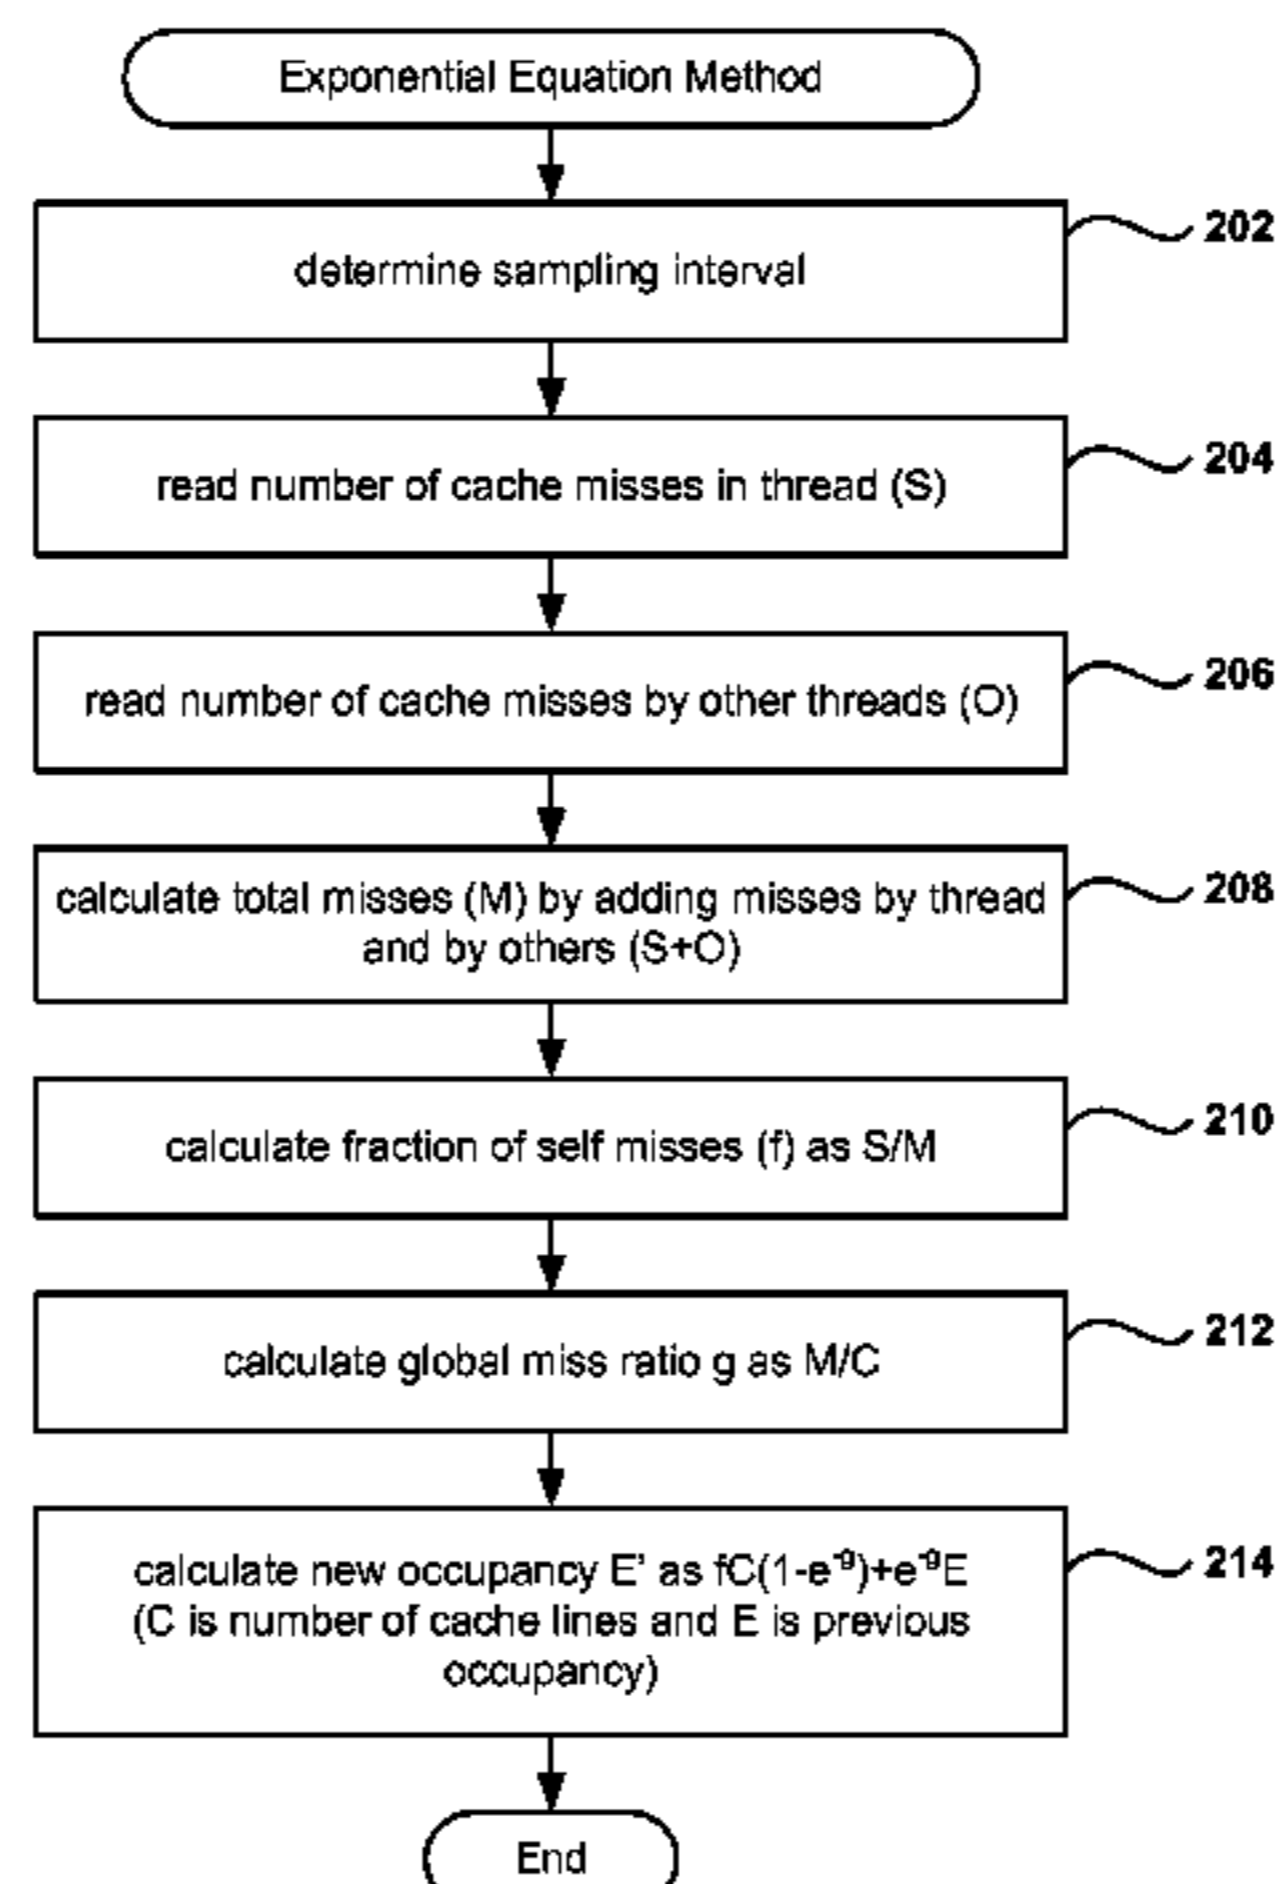 Exponential Equation Method
202
determine sampling interval
204
read number of cache misses in thread (S)
206
read number of cache misses by other threads (O)
208
calculate total misses (M) by adding misses by thread
and by others (S+O)
210
calculate fraction of self misses (f) as S/M
212
calculate global miss ratio g as M/C
214
calculate new occupancy E’ as fC(1-e⁻ᵍ)+e⁻ᵍE
(C is number of cache lines and E is previous
occupancy)
End